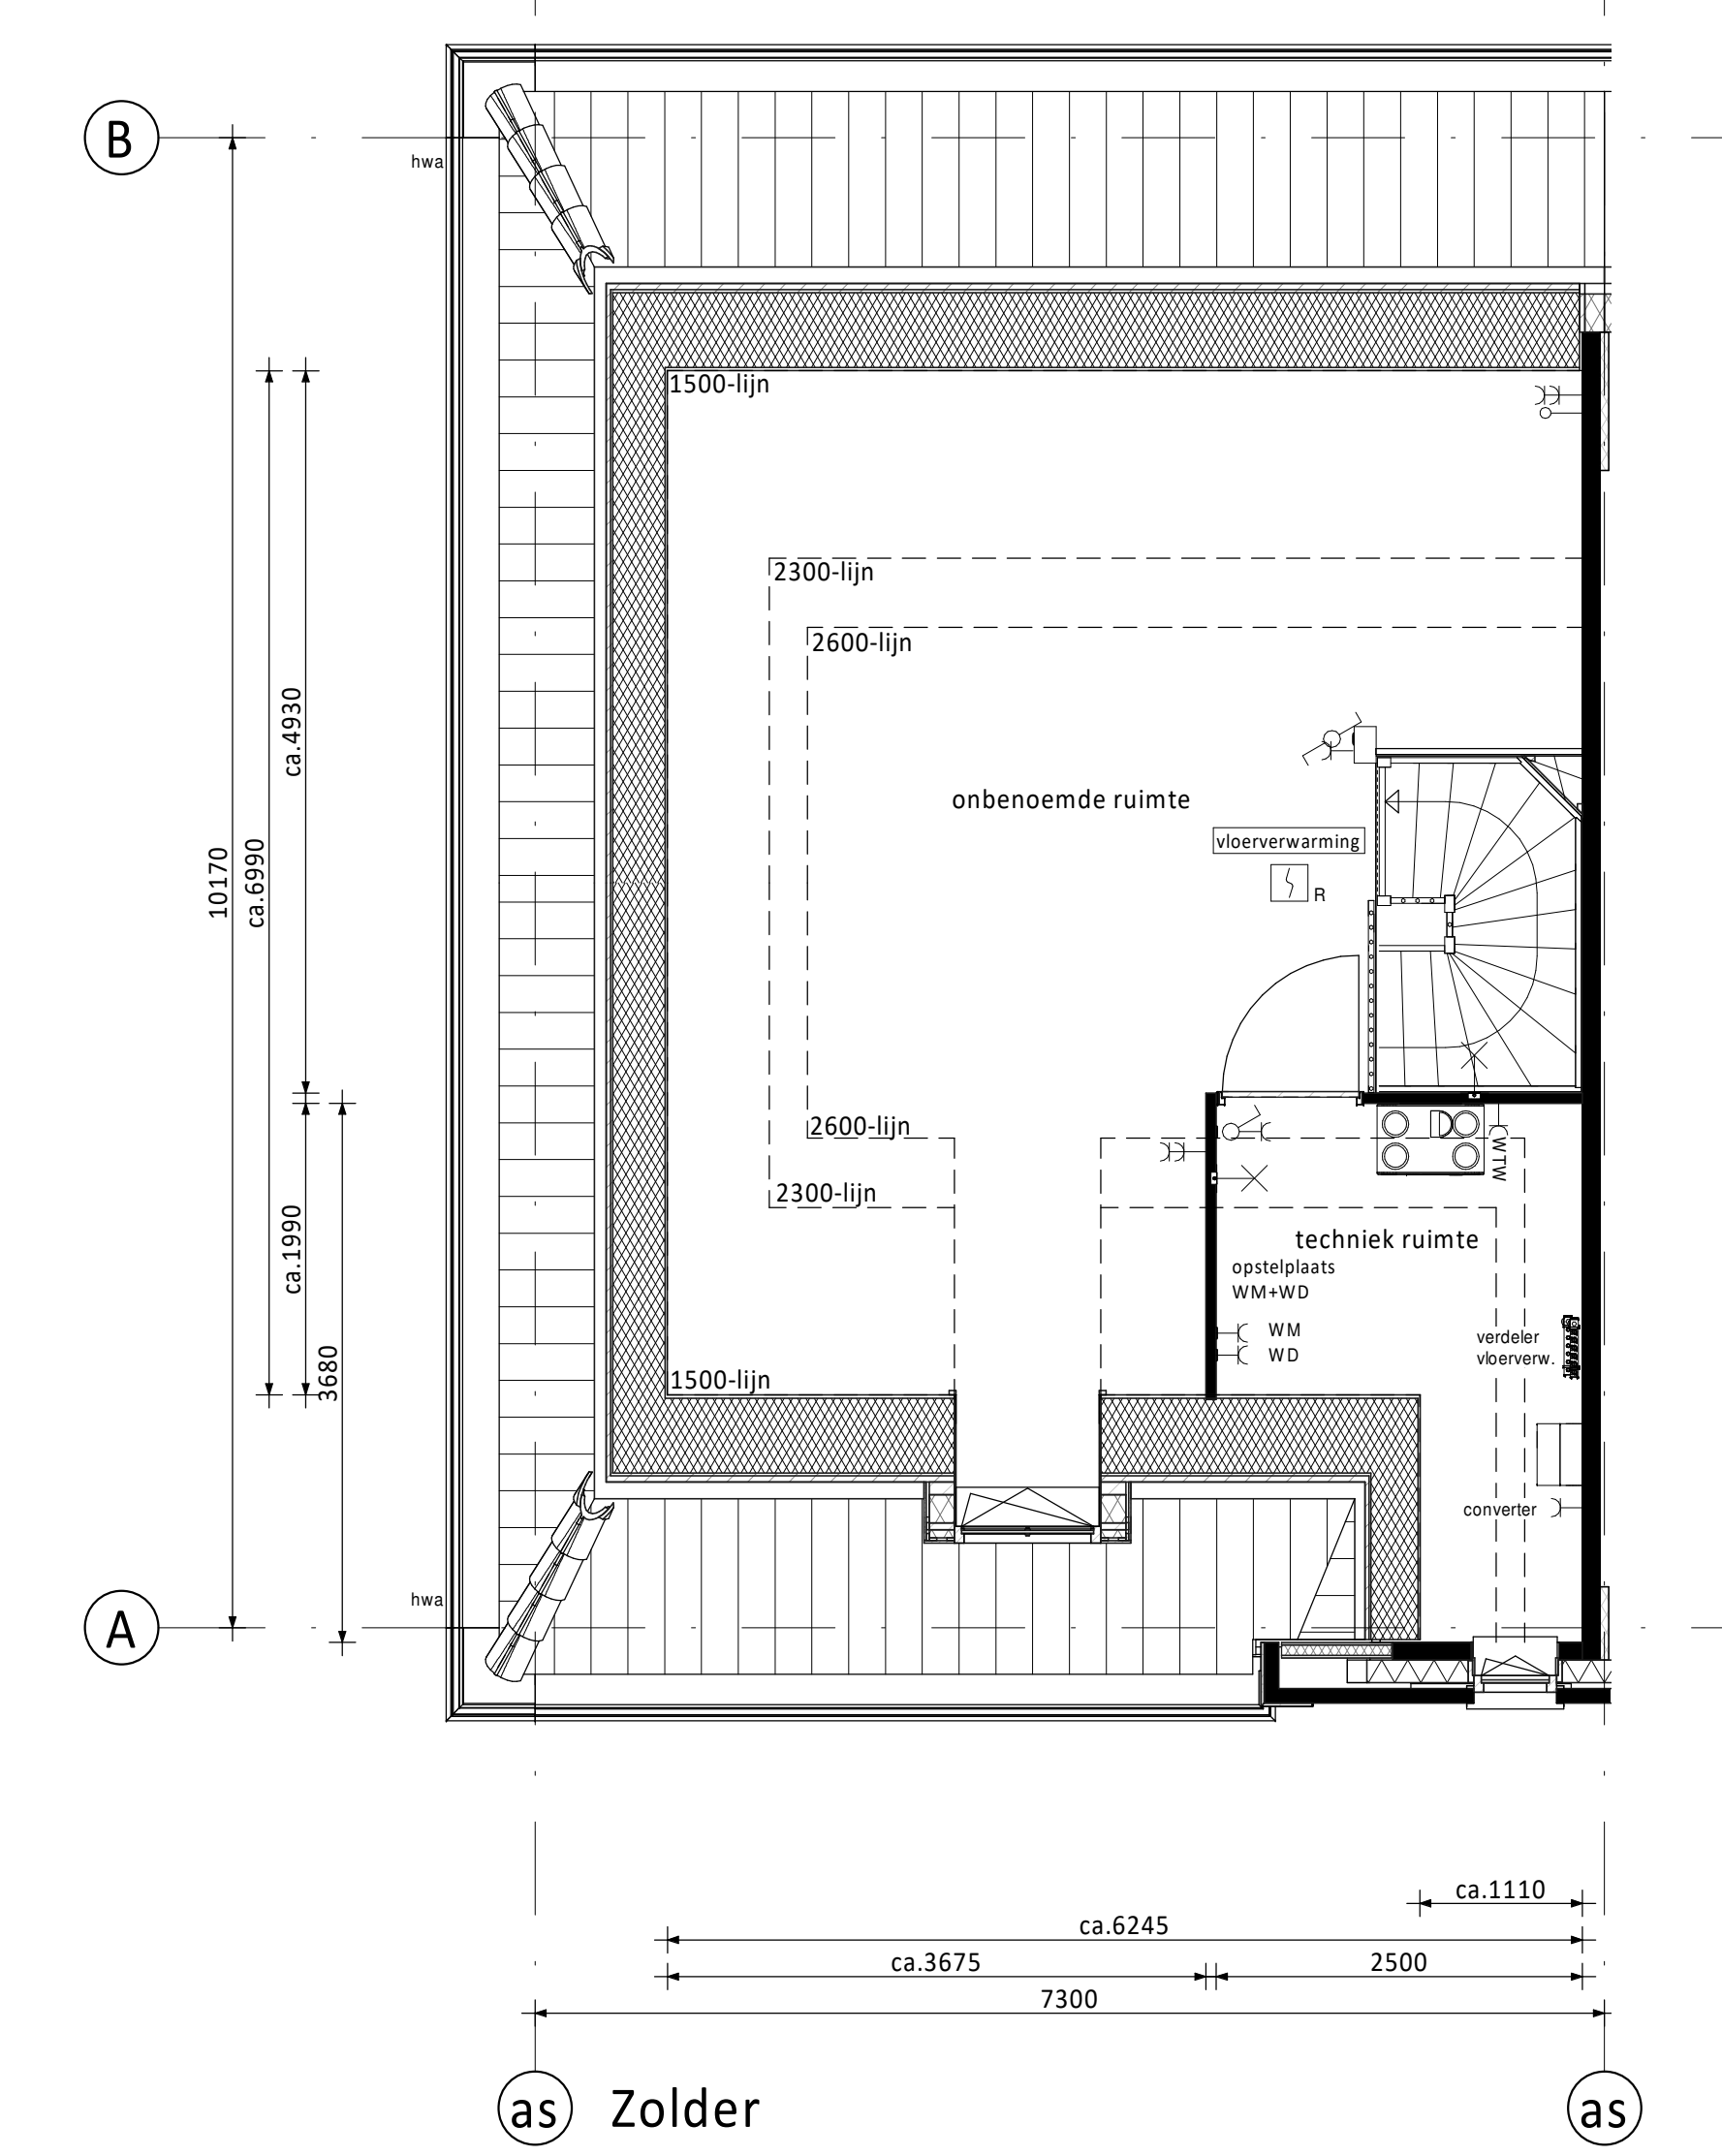 B
hwa
1500-lijn
2300-lijn
2600-lijn
ca.4930
onbenoemde ruimte
vloerverwarming
R
10170
ca.6990
2600-lijn
WTW
2300-lijn
techniek ruimte
ca.1990
opstelplaats
WM+WD
WM
WD
verdeler
vloerverw.
3680
1500-lijn
converter
hwa
A
ca.1110
ca.6245
ca.3675
2500
7300
as
Zolder
as